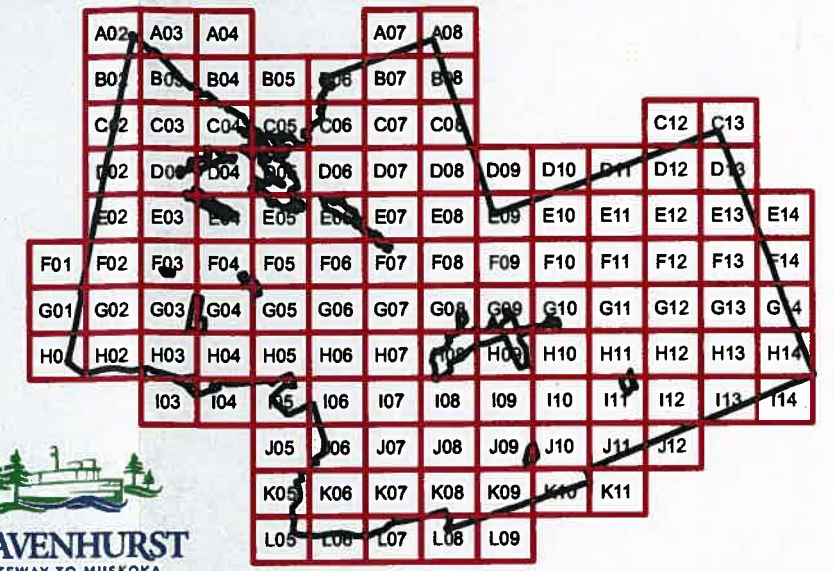 A02 A03 A04 A07 A08
B02 B03 B04 B05 B06 B07 B08
C02 C03 C04 C05 C06 C07 C08 C12 C13
D02 D03 D04 D05 D06 D07 D08 D09 D10 D11 D12 D13
E02 E03 E04 E05 E06 E07 E08 E09 E10 E11 E12 E13 E14
F01 F02 F03 F04 F05 F06 F07 F08 F09 F10 F11 F12 F13 F14
G01 G02 G03 G04 G05 G06 G07 G08 G09 G10 G11 G12 G13 G14
H01 H02 H03 H04 H05 H06 H07 H08 H09 H10 H11 H12 H13 H14
I03 I04 I05 I06 I07 I08 I09 I10 I11 I12 I13 I14
J05 J06 J07 J08 J09 J10 J11 J12
K05 K06 K07 K08 K09 K10 K11
L05 L06 L07 L08 L09
AVENHURST
TEWAY TO MUSKOKA